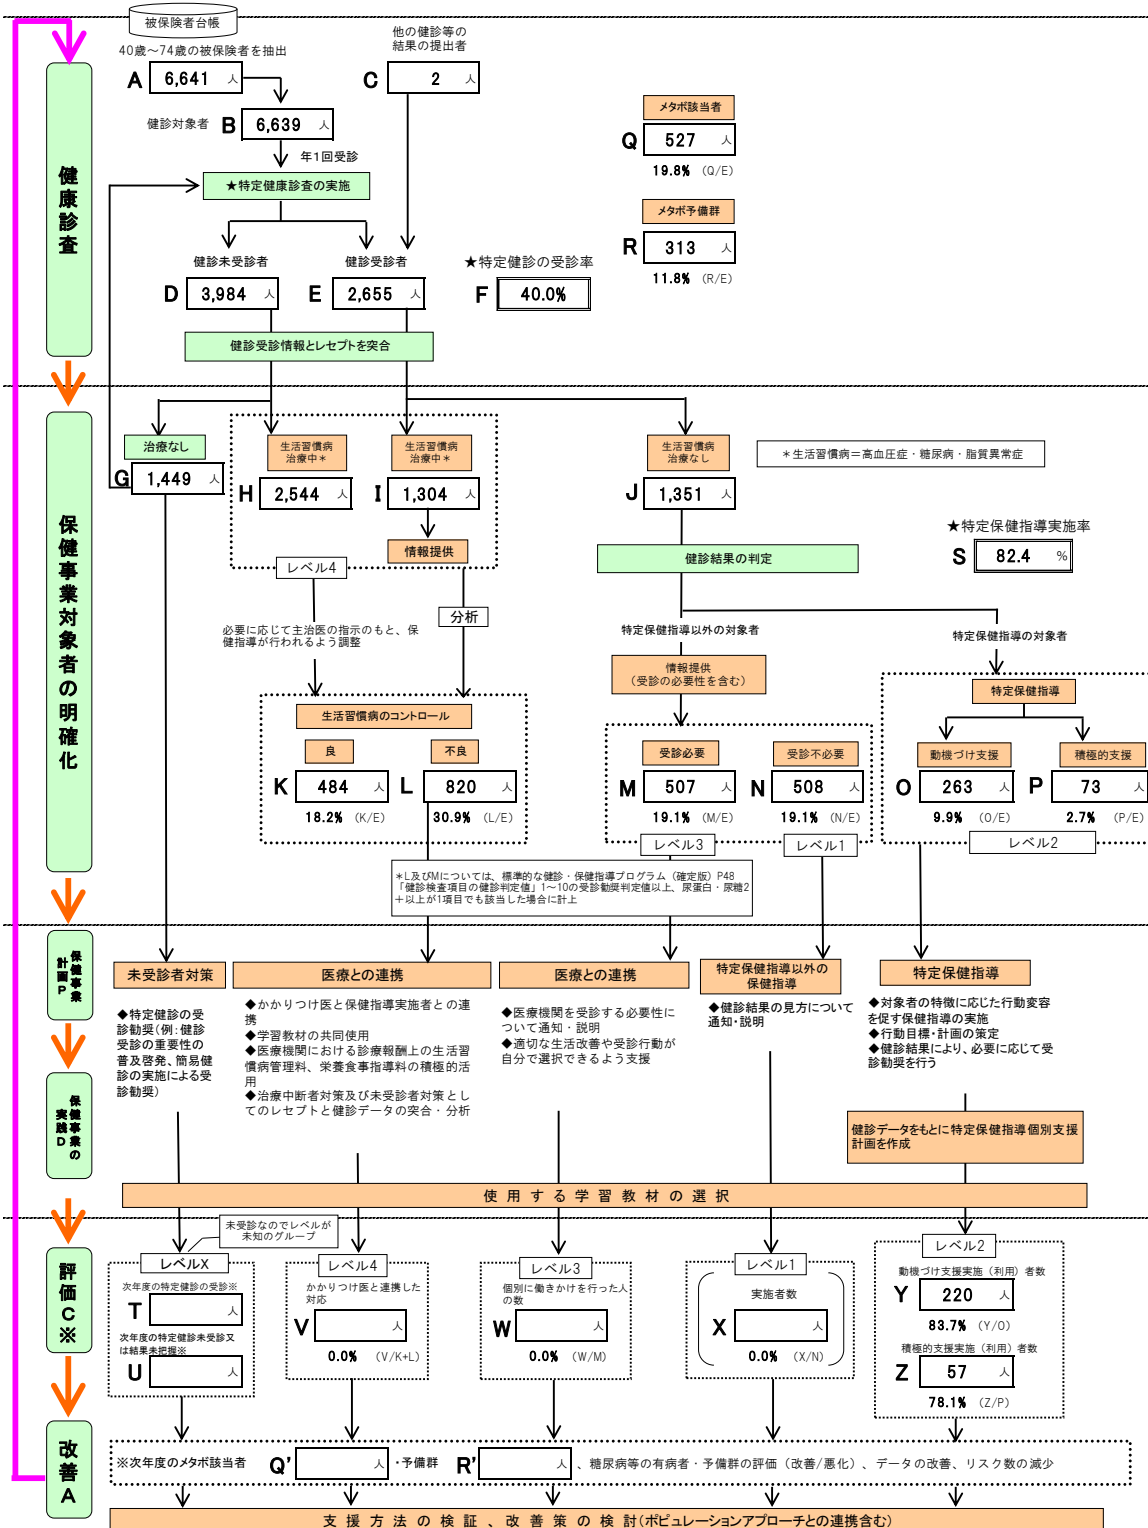 被保険者台帳
40歳～74歳の被保険者を抽出
A 6,641 人
他の健診等の
結果の提出者
C 2 人
健診対象者 B 6,639 人
年1回受診
★特定健康診査の実施
メタボ該当者
Q 527 人
19.8% (Q/E)
メタボ予備群
R 313 人
11.8% (R/E)
健康診査
健診未受診者
D 3,984 人
健診受診者
E 2,655 人
★特定健診の受診率
F 40.0%
健診受診情報とレセプトを突合
保健事業対象者の明確化
治療なし
G 1,449 人
生活習慣病
治療中＊
H 2,544 人
生活習慣病
治療中＊
I 1,304 人
情報提供
レベル4
生活習慣病
治療なし
J 1,351 人
＊生活習慣病＝高血圧症・糖尿病・脂質異常症
★特定保健指導実施率
S 82.4 %
健診結果の判定
必要に応じて主治医の指示のもと、保
健指導が行われるよう調整
分析
特定保健指導以外の対象者
特定保健指導の対象者
情報提供
（受診の必要性を含む）
特定保健指導
生活習慣病のコントロール
良
K 484 人
18.2% (K/E)
不良
L 820 人
30.9% (L/E)
受診必要
M 507 人
19.1% (M/E)
受診不必要
N 508 人
19.1% (N/E)
動機づけ支援
O 263 人
9.9% (O/E)
積極的支援
P 73 人
2.7% (P/E)
レベル3
レベル1
レベル2
＊L及びMについては、標準的な健診・保健指導プログラム（確定版）P48
「健診検査項目の健診判定値」1～10の受診勧奨判定値以上、尿蛋白・尿糖2
＋以上が1項目でも該当した場合に計上
保健事業
計画P
未受診者対策
◆特定健診の受
診勧奨(例：健診
受診の重要性の
普及啓発、簡易健
診の実施による受
診勧奨）
医療との連携
◆かかりつけ医と保健指導実施者との連
携
◆学習教材の共同使用
◆医療機関における診療報酬上の生活習
慣病管理料、栄養食事指導料の積極的活
用
◆治療中断者対策及び未受診者対策とし
てのレセプトと健診データの突合・分析
医療との連携
◆医療機関を受診する必要性に
ついて通知・説明
◆適切な生活改善や受診行動が
自分で選択できるよう支援
特定保健指導以外の
保健指導
◆健診結果の見方について
通知・説明
特定保健指導
◆対象者の特徴に応じた行動変容
を促す保健指導の実施
◆行動目標・計画の策定
◆健診結果により、必要に応じて受
診勧奨を行う
保健事業の
実践D
健診データをもとに特定保健指導個別支援
計画を作成
使用する学習教材の選択
未受診なのでレベルが
未知のグループ
評価C※
レベルX
次年度の特定健診の受診※
T 人
次年度の特定健診未受診又
は結果未把握※
U 人
レベル4
かかりつけ医と連携した
対応
V 人
0.0% (V/K+L)
レベル3
個別に働きかけを行った人
の数
W 人
0.0% (W/M)
レベル1
実施者数
X 人
0.0% (X/N)
レベル2
動機づけ支援実施（利用）者数
Y 220 人
83.7% (Y/O)
積極的支援実施（利用）者数
Z 57 人
78.1% (Z/P)
改善A
※次年度のメタボ該当者 Q' 人 ・予備群 R' 人 、糖尿病等の有病者・予備群の評価（改善/悪化）、データの改善、リスク数の減少
支援方法の検証、改善策の検討(ポピュレーションアプローチとの連携含む)